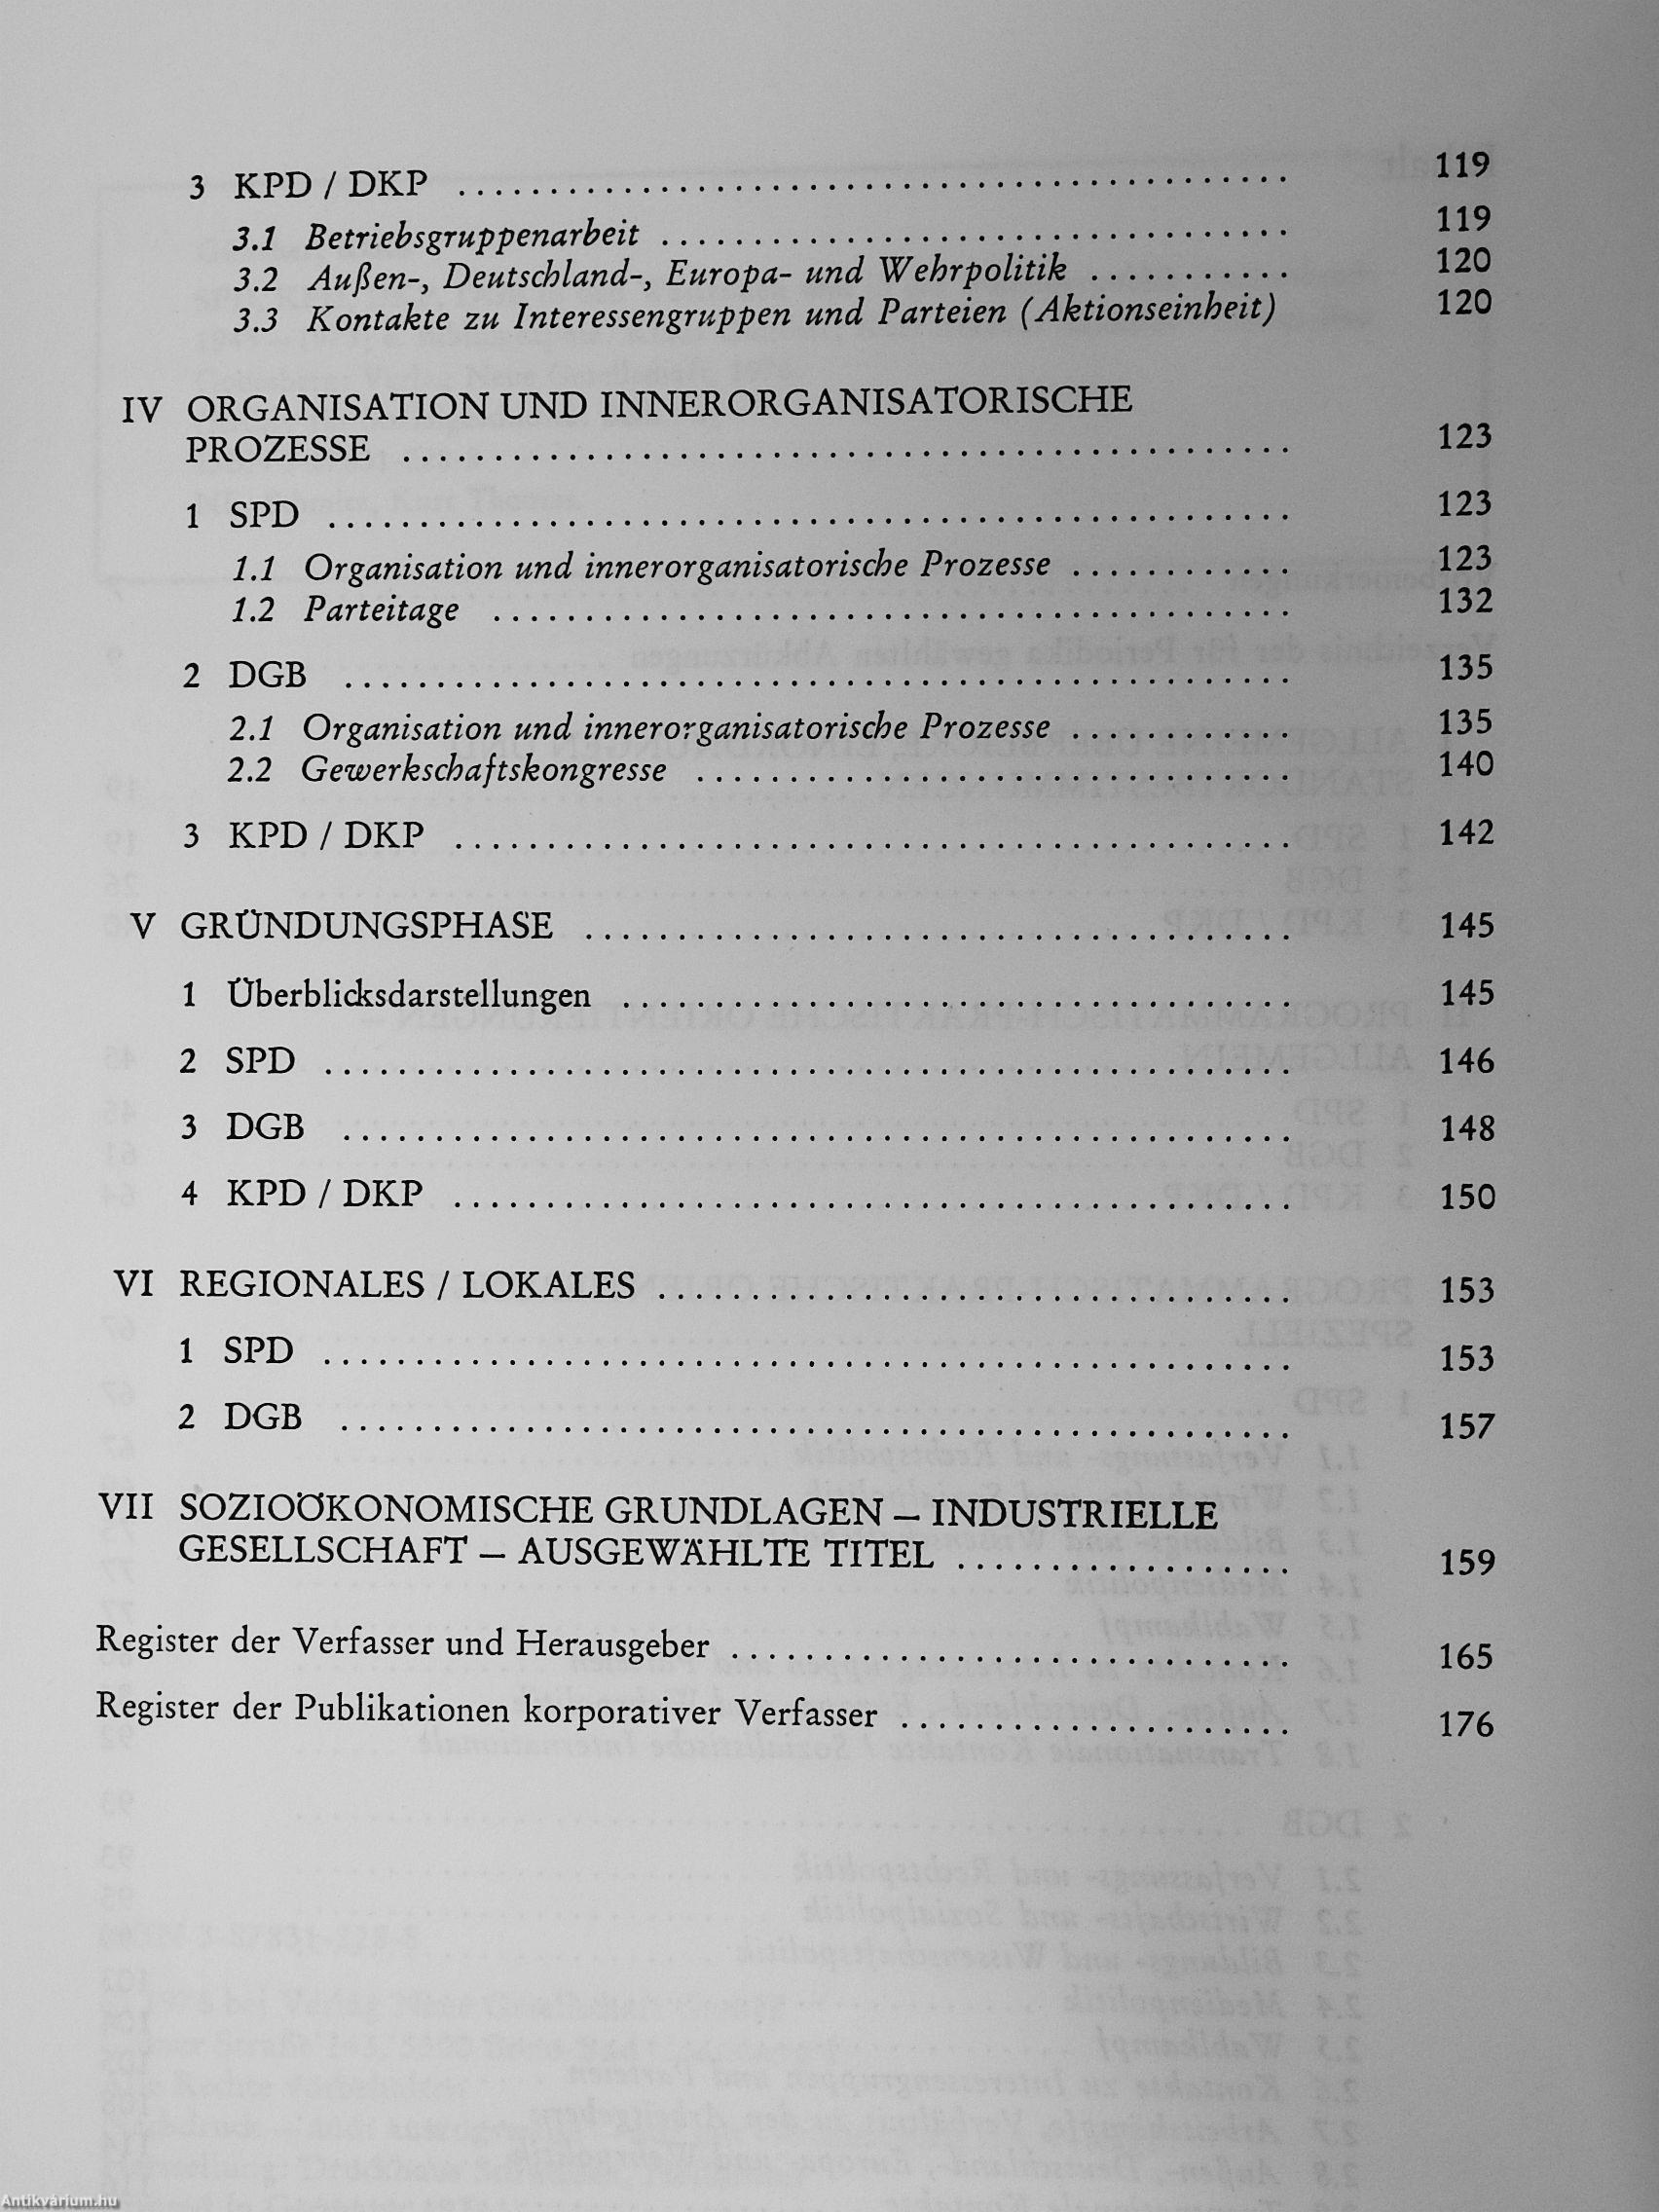 3 KPD / DKP 119
3.1 Betriebsgruppenarbeit 119
3.2 Außen-, Deutschland-, Europa- und Wehrpolitik 120
3.3 Kontakte zu Interessengruppen und Parteien (Aktionseinheit) 120
IV ORGANISATION UND INNERORGANISATORISCHE
PROZESSE 123
1 SPD 123
1.1 Organisation und innerorganisatorische Prozesse 123
1.2 Parteitage 132
2 DGB 135
2.1 Organisation und innerorganisatorische Prozesse 135
2.2 Gewerkschaftskongresse 140
3 KPD / DKP 142
V GRÜNDUNGSPHASE 145
1 Überblicksdarstellungen 145
2 SPD 146
3 DGB 148
4 KPD / DKP 150
VI REGIONALES / LOKALES 153
1 SPD 153
2 DGB 157
VII SOZIOÖKONOMISCHE GRUNDLAGEN – INDUSTRIELLE
GESELLSCHAFT – AUSGEWÄHLTE TITEL 159
Register der Verfasser und Herausgeber 165
Register der Publikationen korporativer Verfasser 176
Antikvárium.hu